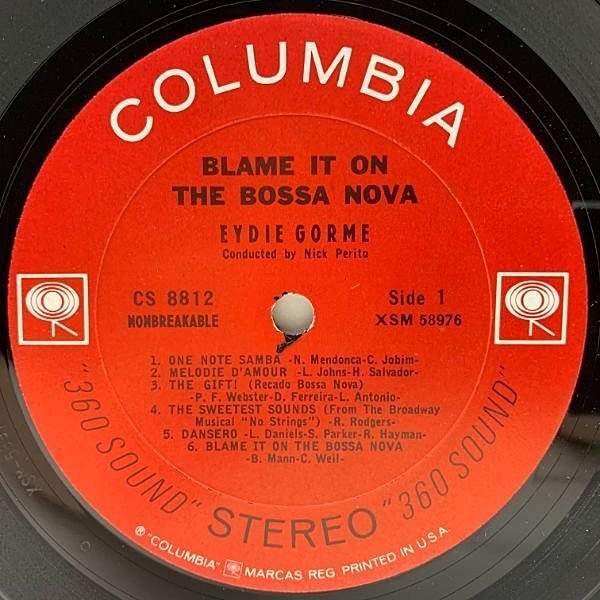 COLUMBIA
BLAME IT ON
THE BOSSA NOVA
EYDIE GORME
Conducted by Nick Perito
CS 8812
NONBREAKABLE
Side 1
XSM 58976
1. ONE NOTE SAMBA -N. Mendonca-C. Jobim-
2. MELODIE D'AMOUR -L. Johns-H. Salvador-
3. THE GIFT! (Recado Bossa Nova)
-P. F. Webster-D. Ferreira-L. Antonio-
4. THE SWEETEST SOUNDS (From The Broadway
Musical "No Strings") -R. Rodgers-
5. DANSERO -L. Daniels-S. Parker-R. Hayman-
6. BLAME IT ON THE BOSSA NOVA
-B. Mann-C. Weil-
"360 SOUND" STEREO "360 SOUND"
® "COLUMBIA" MARCAS REG. PRINTED IN U.S.A.